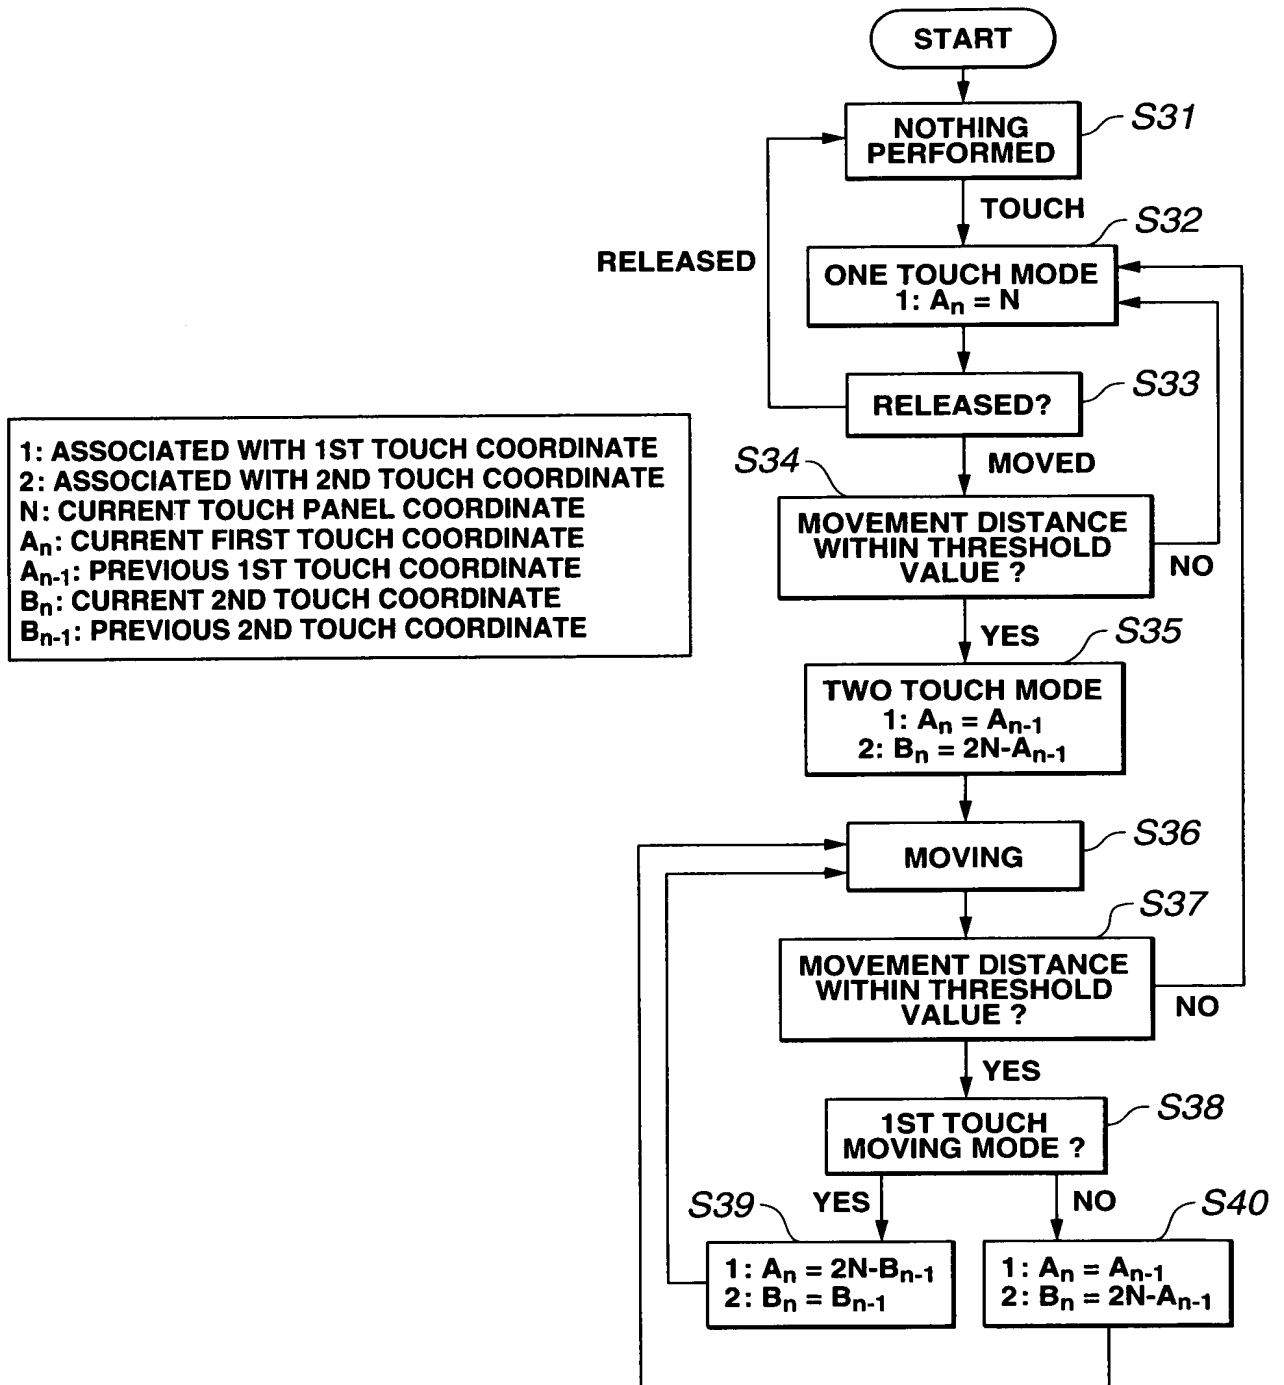 START
NOTHING
PERFORMED
S31
TOUCH
S32
RELEASED
ONE TOUCH MODE
1: An = N
S33
RELEASED?
MOVED
S34
MOVEMENT DISTANCE
WITHIN THRESHOLD
VALUE ?
NO
1: ASSOCIATED WITH 1ST TOUCH COORDINATE
2: ASSOCIATED WITH 2ND TOUCH COORDINATE
N: CURRENT TOUCH PANEL COORDINATE
An: CURRENT FIRST TOUCH COORDINATE
An-1: PREVIOUS 1ST TOUCH COORDINATE
Bn: CURRENT 2ND TOUCH COORDINATE
Bn-1: PREVIOUS 2ND TOUCH COORDINATE
YES
S35
TWO TOUCH MODE
1: An = An-1
2: Bn = 2N-An-1
S36
MOVING
S37
MOVEMENT DISTANCE
WITHIN THRESHOLD
VALUE ?
NO
YES
S38
1ST TOUCH
MOVING MODE ?
YES
NO
S39
S40
1: An = 2N-Bn-1
2: Bn = Bn-1
1: An = An-1
2: Bn = 2N-An-1